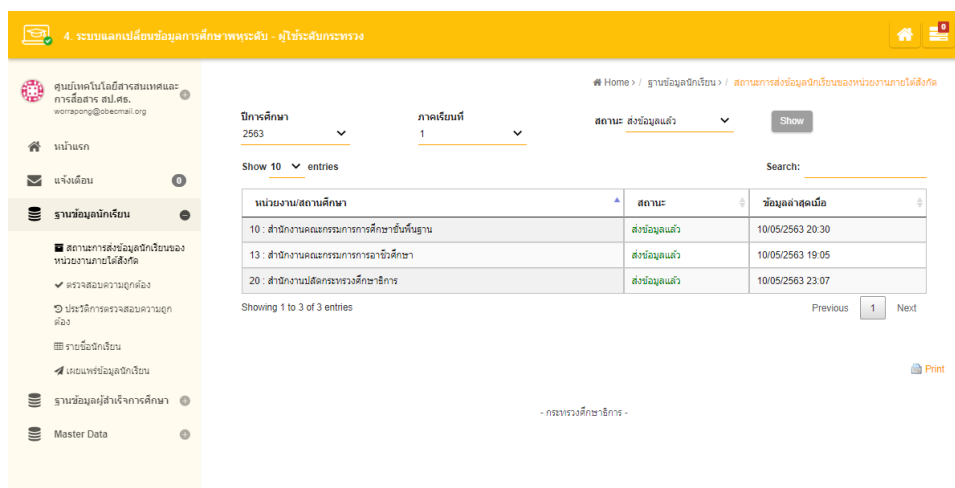 4. ระบบแลกเปลี่ยนข้อมูลการศึกษาพหุระดับ - ผู้ใช้ระดับกระทรวง
0
ศูนย์เทคโนโลยีสารสนเทศและ
การสื่อสาร สป.ศธ.
worrapong@obecmail.org
Home > / ฐานข้อมูลนักเรียน > / สถานะการส่งข้อมูลนักเรียนของหน่วยงานภายใต้สังกัด
ปีการศึกษา
2563
ภาคเรียนที่
1
สถานะ ส่งข้อมูลแล้ว
Show
หน้าแรก
แจ้งเตือน 0
ฐานข้อมูลนักเรียน
สถานะการส่งข้อมูลนักเรียนของ
หน่วยงานภายใต้สังกัด
ตรวจสอบความถูกต้อง
ประวัติการตรวจสอบความถูก
ต้อง
รายชื่อนักเรียน
เผยแพร่ข้อมูลนักเรียน
ฐานข้อมูลผู้สำเร็จการศึกษา
Master Data
Show 10 entries
Search:
หน่วยงาน/สถานศึกษา สถานะ ข้อมูลล่าสุดเมื่อ
10 : สำนักงานคณะกรรมการการศึกษาขั้นพื้นฐาน ส่งข้อมูลแล้ว 10/05/2563 20:30
13 : สำนักงานคณะกรรมการการอาชีวศึกษา ส่งข้อมูลแล้ว 10/05/2563 19:05
20 : สำนักงานปลัดกระทรวงศึกษาธิการ ส่งข้อมูลแล้ว 10/05/2563 23:07
Showing 1 to 3 of 3 entries
Previous 1 Next
Print
- กระทรวงศึกษาธิการ -